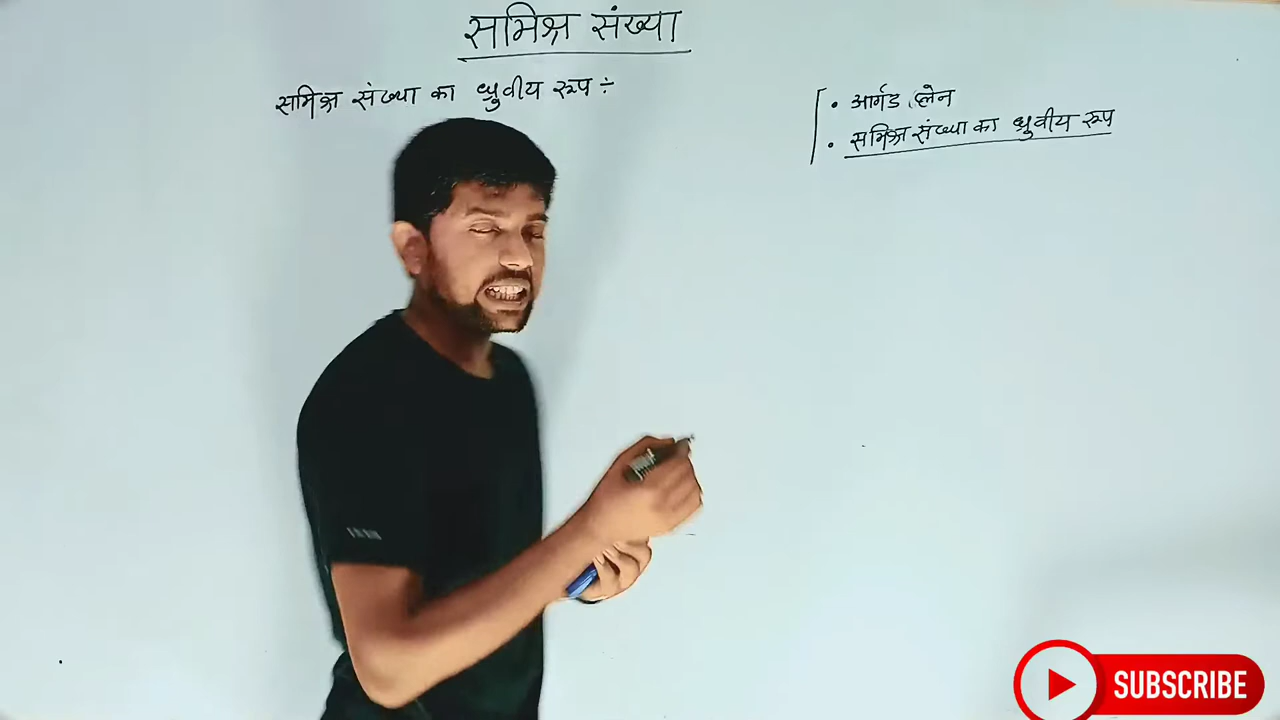 समिश्र संख्या
समिश्र संख्या का ध्रुवीय रूप ÷
• आर्गंड प्लेन
• समिश्र संख्या का ध्रुवीय रूप
SUBSCRIBE